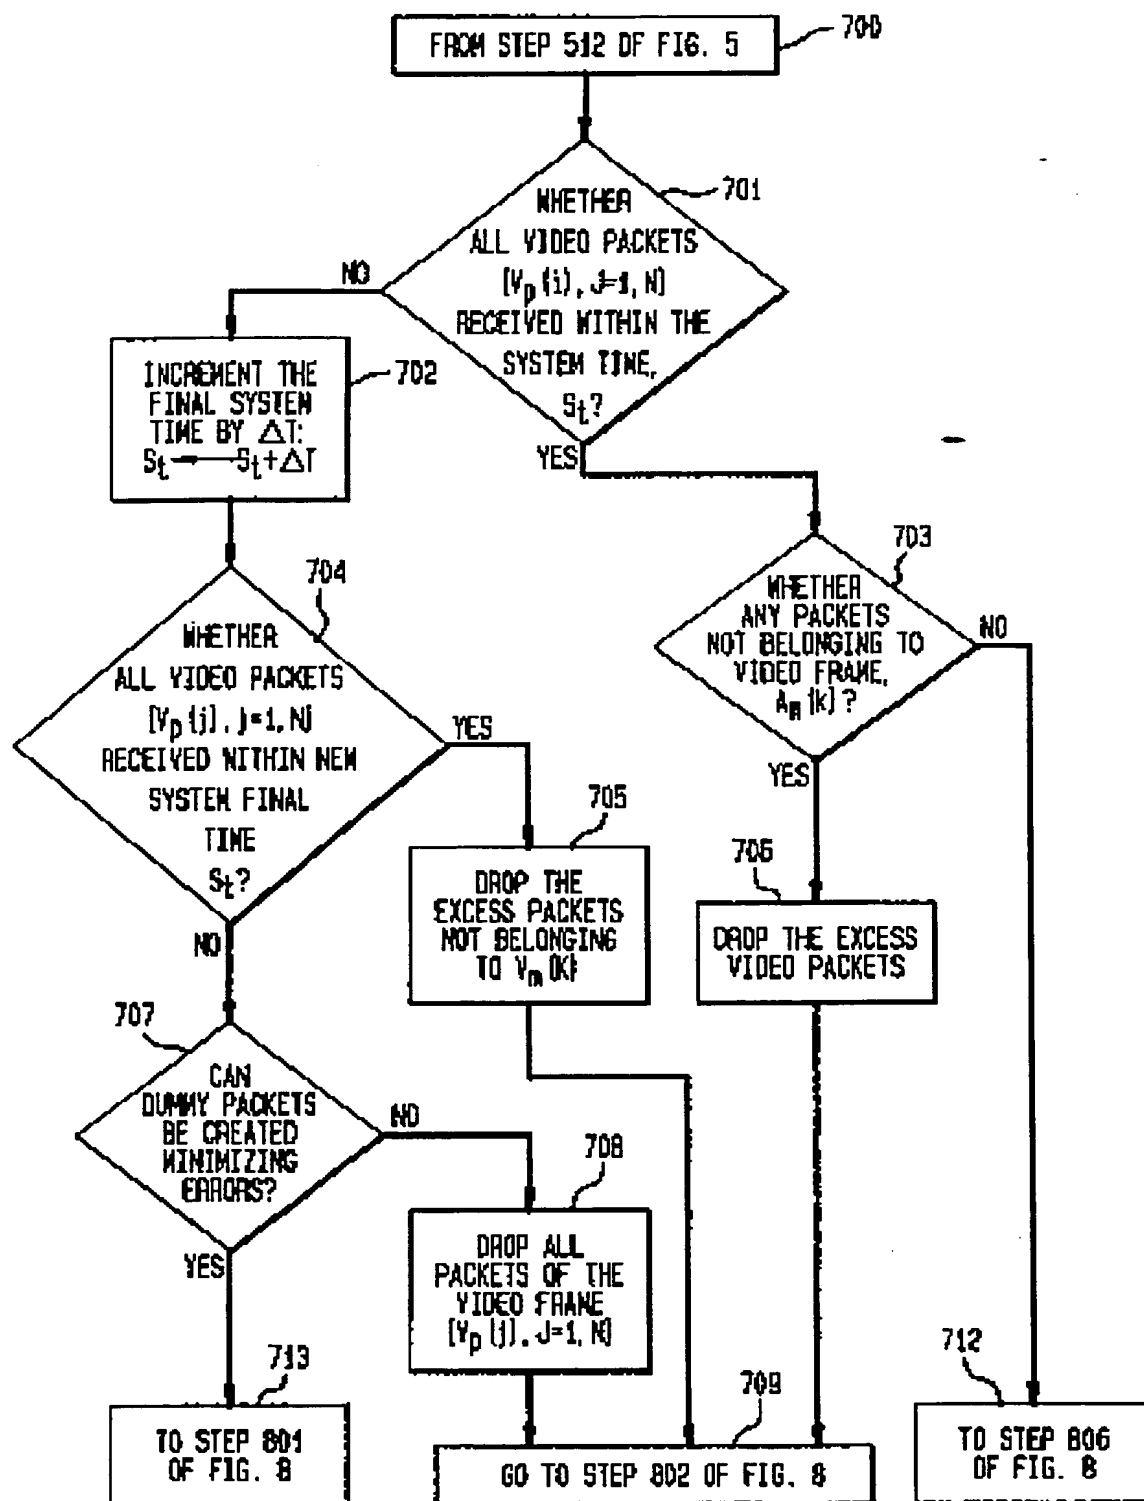 FROM STEP 512 OF FIG. 5
700
WHETHER
ALL VIDEO PACKETS
[Vp(i), J=1, N]
RECEIVED WITHIN THE
SYSTEM TIME,
St?
701
NO
YES
INCREMENT THE
FINAL SYSTEM
TIME BY ΔT:
St ← St+ΔT
702
WHETHER
ANY PACKETS
NOT BELONGING TO
VIDEO FRAME,
Am(k)?
703
NO
YES
WHETHER
ALL VIDEO PACKETS
[Vp(j), j=1, N]
RECEIVED WITHIN NEW
SYSTEM FINAL
TIME
St?
704
YES
NO
DROP THE
EXCESS PACKETS
NOT BELONGING
TO Vm(K)
705
DROP THE EXCESS
VIDEO PACKETS
706
CAN
DUMMY PACKETS
BE CREATED
MINIMIZING
ERRORS?
707
NO
YES
DROP ALL
PACKETS OF THE
VIDEO FRAME
[Vp(j), J=1, N]
708
TO STEP 801
OF FIG. 8
713
GO TO STEP 802 OF FIG. 8
709
TO STEP 806
OF FIG. 8
712